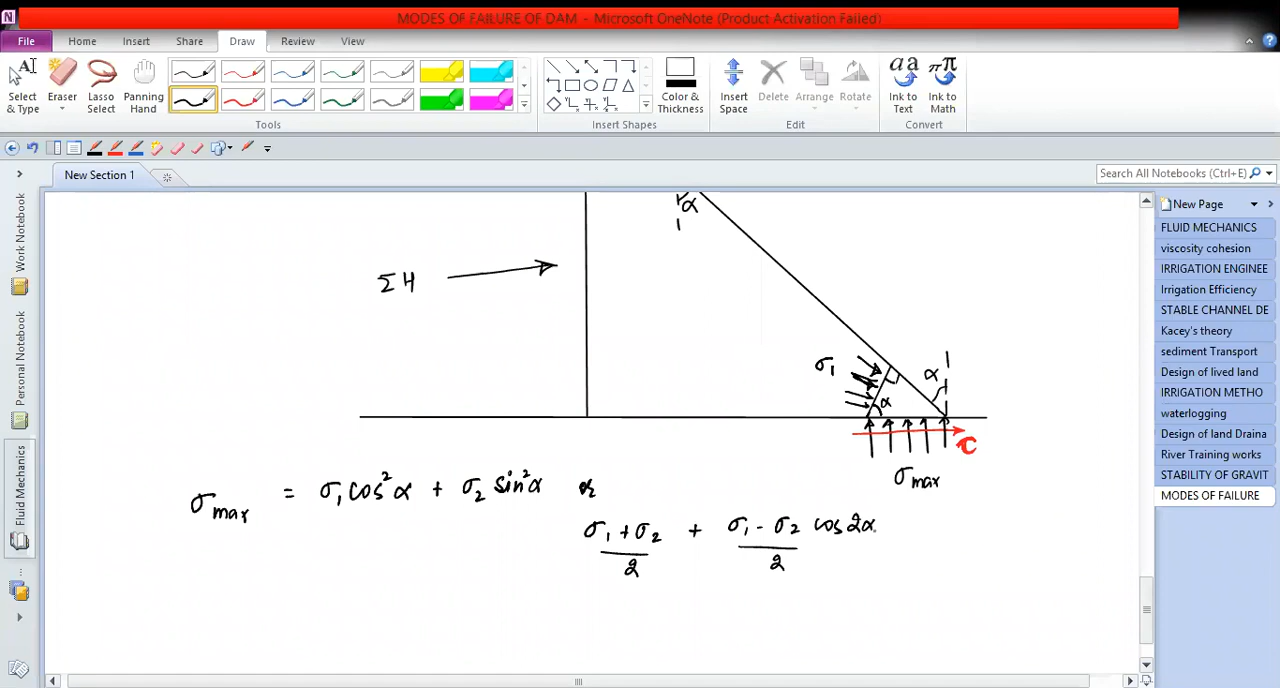 MODES OF FAILURE OF DAM - Microsoft OneNote (Product Activation Failed)
File Home Insert Share Draw Review View
Select & Type
Eraser
Lasso Select
Panning Hand
Color & Thickness
Insert Space
Delete
Arrange
Rotate
Ink to Text
Ink to Math
Tools
Insert Shapes
Edit
Convert
New Section 1
Search All Notebooks (Ctrl+E)
Work Notebook
Personal Notebook
Fluid Mechanics
New Page
FLUID MECHANICS
viscosity cohesion
IRRIGATION ENGINEE
Irrigation Efficiency
STABLE CHANNEL DE
Kacey's theory
sediment Transport
Design of lived land
IRRIGATION METHO
waterlogging
Design of land Draina
River Training works
STABILITY OF GRAVIT
MODES OF FAILURE
α
ΣH
σ₁
α
α
τ
σmax
σmax = σ₁cos²α + σ₂ sin²α or
σ₁+σ₂/2 + σ₁-σ₂/2 cos2α